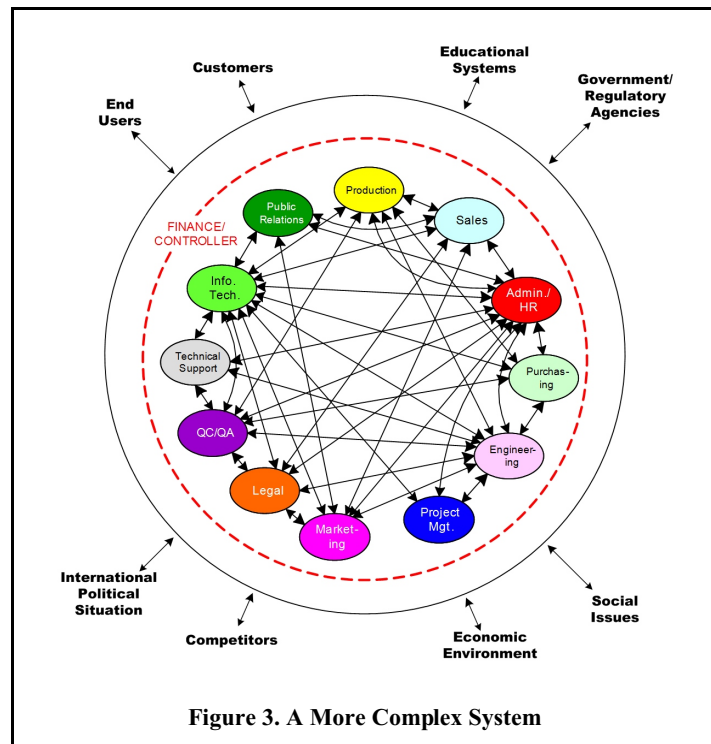 Educational
Systems
Customers
Government/
Regulatory
Agencies
End
Users
Production
Public
Relations
Sales
FINANCE/
CONTROLLER
Info.
Tech.
Admin./
HR
Technical
Support
Purchas-
ing
QC/QA
Engineer-
ing
Legal
Project
Mgt.
Market-
ing
International
Political
Situation
Social
Issues
Competitors
Economic
Environment
Figure 3. A More Complex System